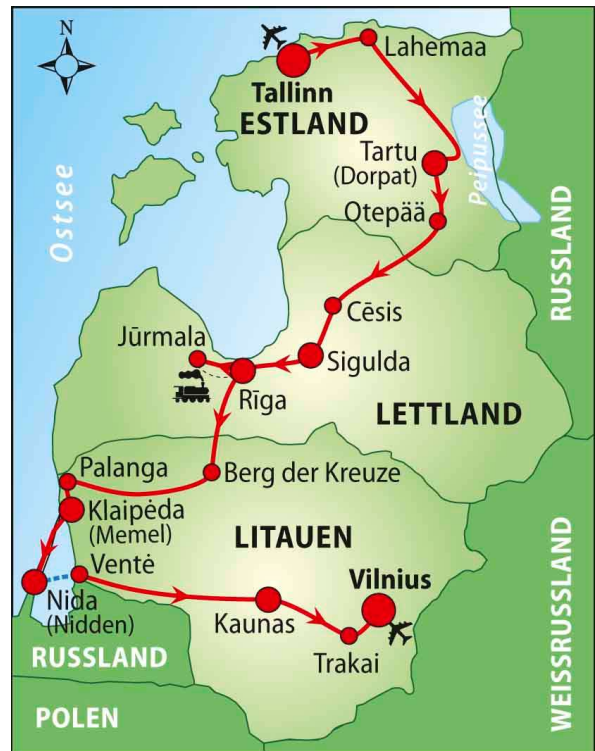 N
Lahemaa
Tallinn
ESTLAND
Tartu
(Dorpat)
Peipussee
Otepää
Ostsee
RUSSLAND
Cēsis
Jūrmala
Sigulda
Rīga
LETTLAND
Palanga
Berg der Kreuze
Klaipėda
(Memel)
LITAUEN
Ventė
Vilnius
Nida
(Nidden)
Kaunas
Trakai
RUSSLAND
WEISSRUSSLAND
POLEN